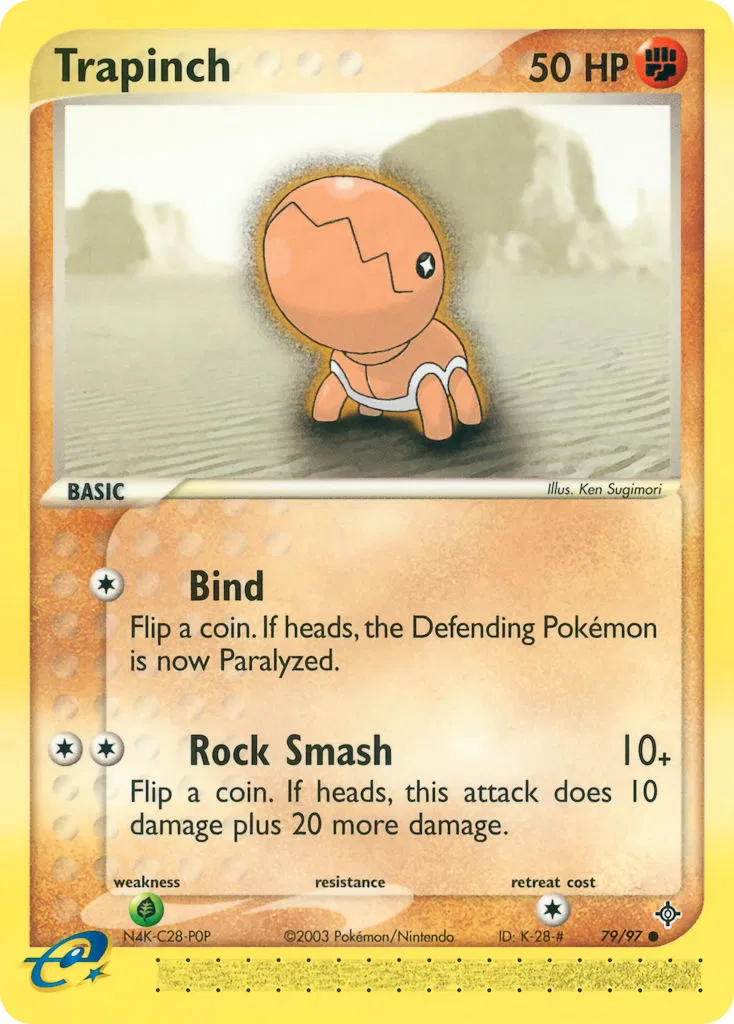 Trapinch 50 HP
BASIC
Illus. Ken Sugimori
Bind
Flip a coin. If heads, the Defending Pokémon
is now Paralyzed.
Rock Smash 10+
Flip a coin. If heads, this attack does 10
damage plus 20 more damage.
weakness resistance retreat cost
N4K-C28-P0P ©2003 Pokémon/Nintendo ID: K-28-# 79/97
e